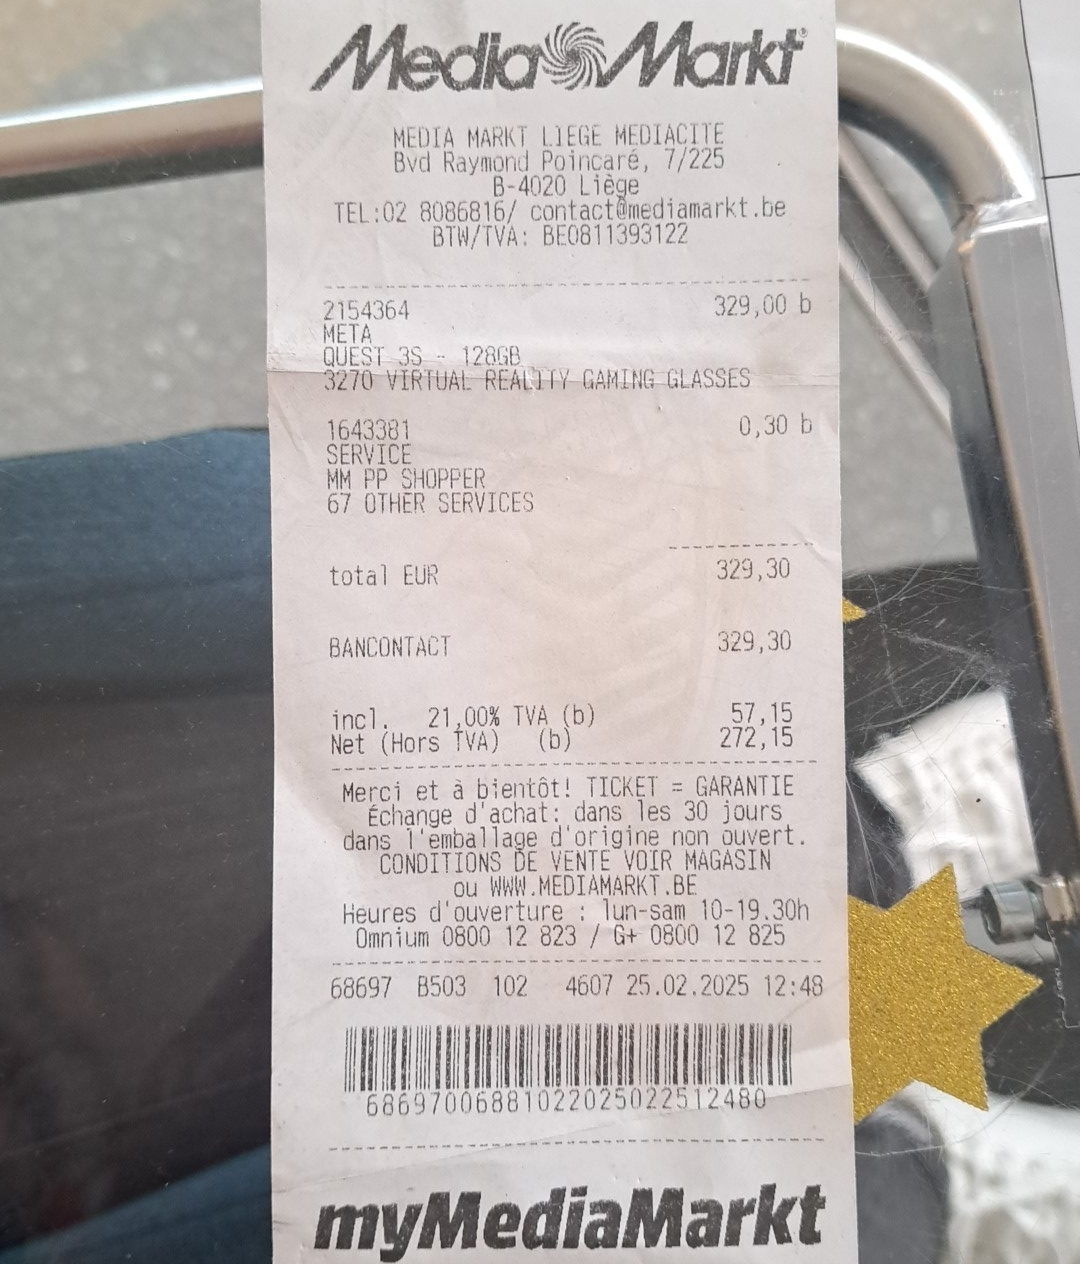 MediaMarkt
MEDIA MARKT LIEGE MEDIACITE
Bvd Raymond Poincaré, 7/225
B-4020 Liège
TEL:02 8086816/ contact@mediamarkt.be
BTW/TVA: BE0811393122
2154364 329,00 b
META
QUEST 3S - 128GB
3270 VIRTUAL REALITY GAMING GLASSES
1643381 0,30 b
SERVICE
MM PP SHOPPER
67 OTHER SERVICES
total EUR 329,30
BANCONTACT 329,30
incl. 21,00% TVA (b) 57,15
Net (Hors TVA) (b) 272,15
Merci et à bientôt! TICKET = GARANTIE
Échange d'achat: dans les 30 jours
dans l'emballage d'origine non ouvert.
CONDITIONS DE VENTE VOIR MAGASIN
ou WWW.MEDIAMARKT.BE
Heures d'ouverture : lun-sam 10-19.30h
Omnium 0800 12 823 / G+ 0800 12 825
68697 B503 102 4607 25.02.2025 12:48
68697006881022025022512480
myMediaMarkt